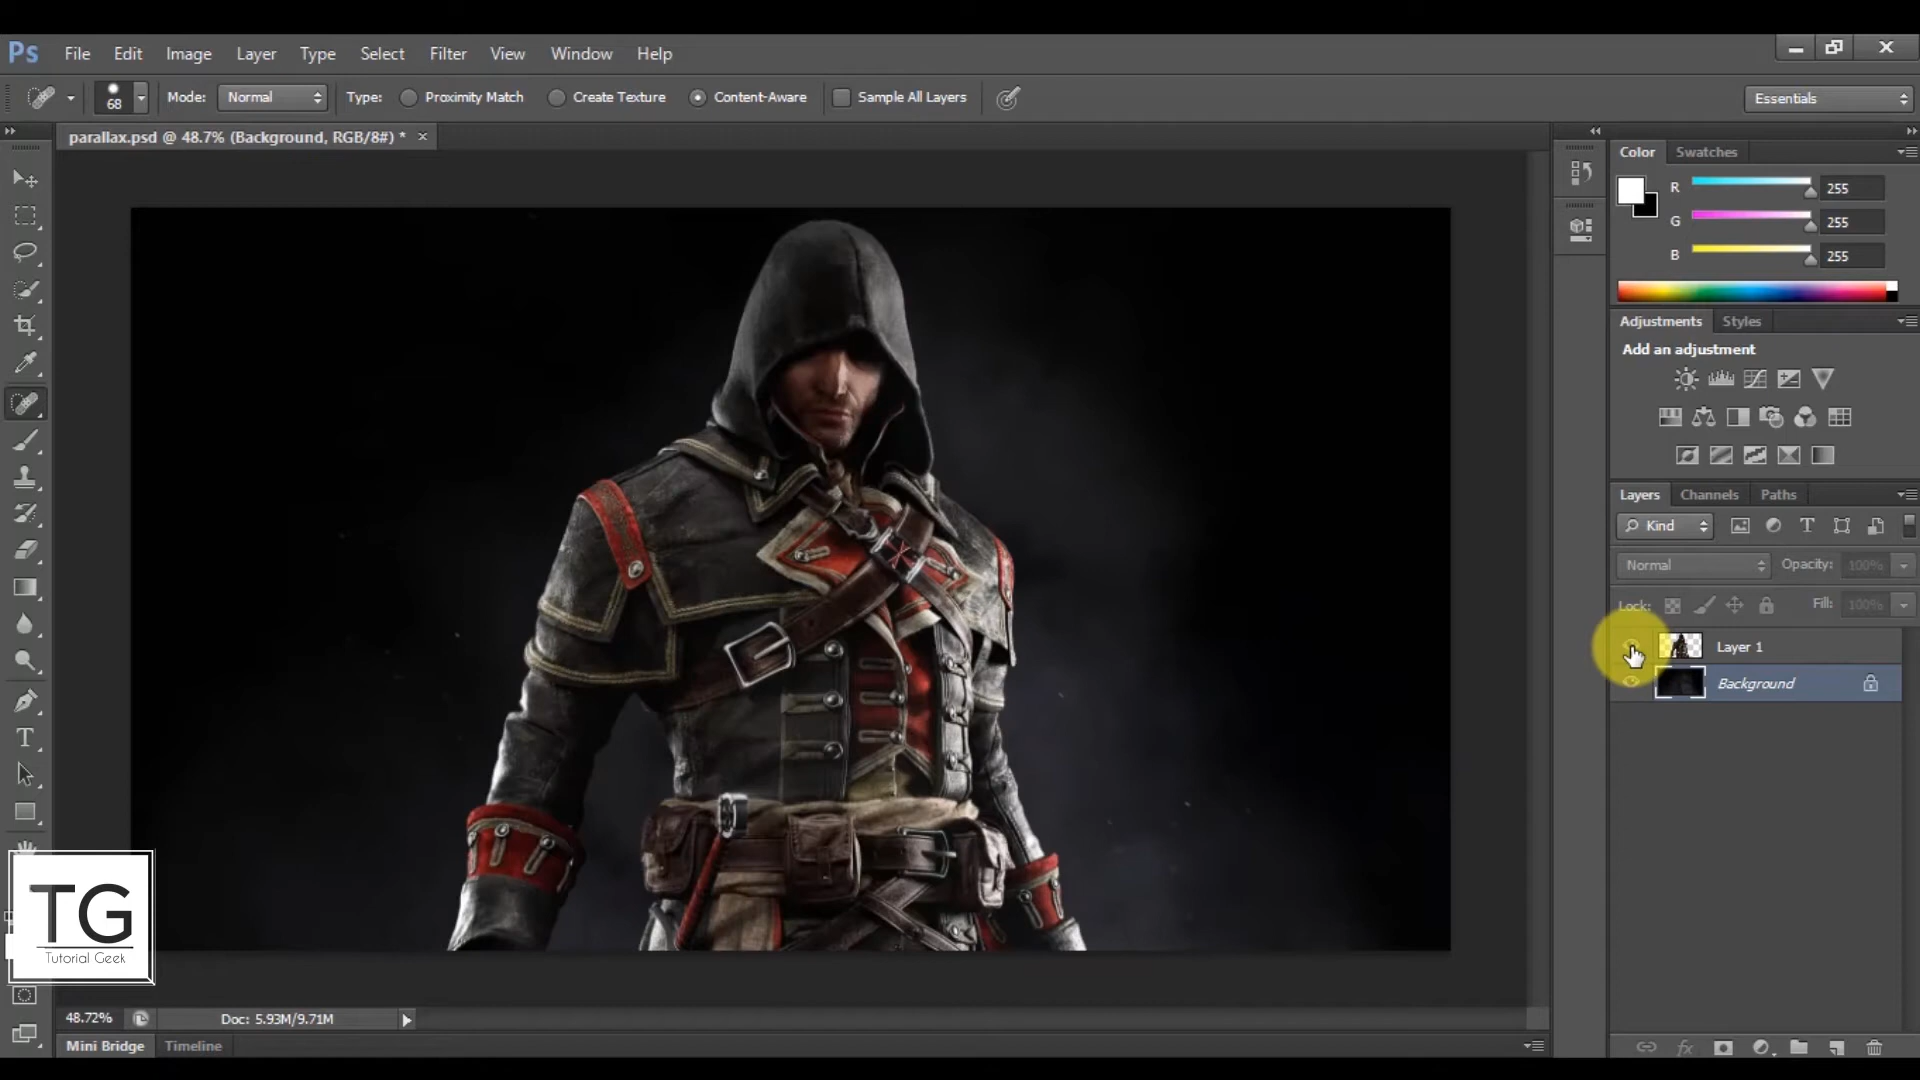 Ps File Edit Image Layer Type Select Filter View Window Help
68 Mode: Normal Type: Proximity Match Create Texture Content-Aware Sample All Layers Essentials
parallax.psd @ 48.7% (Background, RGB/8#) * ×
Color Swatches
R 255
G 255
B 255
Adjustments Styles
Add an adjustment
Layers Channels Paths
Kind
Normal Opacity: 100%
Lock: Fill: 100%
Layer 1
Background
TG
Tutorial Geek
48.72% Doc: 5.93M/9.71M
Mini Bridge Timeline
fx